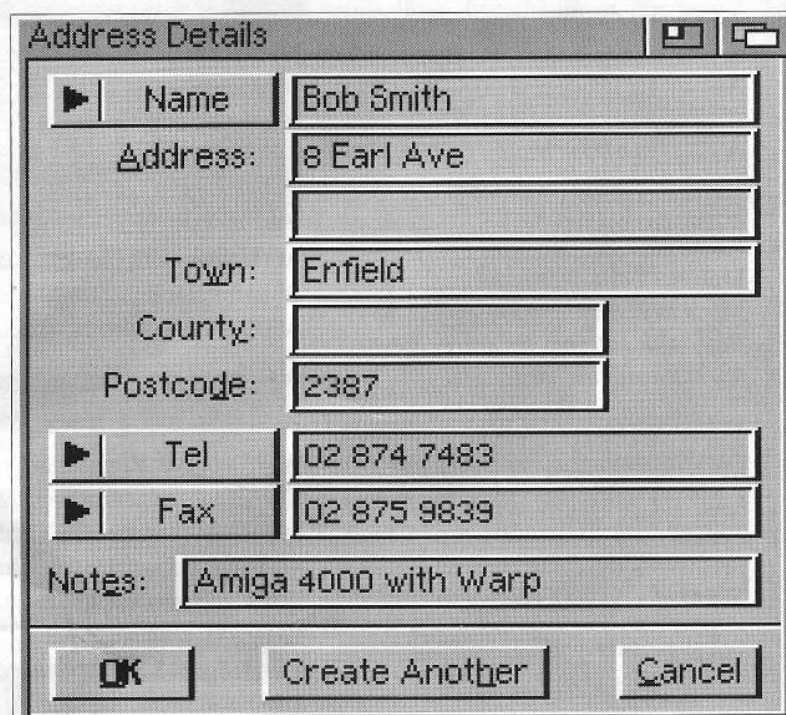 Address Details
Name Bob Smith
Address: 8 Earl Ave
Town: Enfield
County:
Postcode: 2387
Tel 02 874 7483
Fax 02 875 9839
Notes: Amiga 4000 with Warp
OK Create Another Cancel